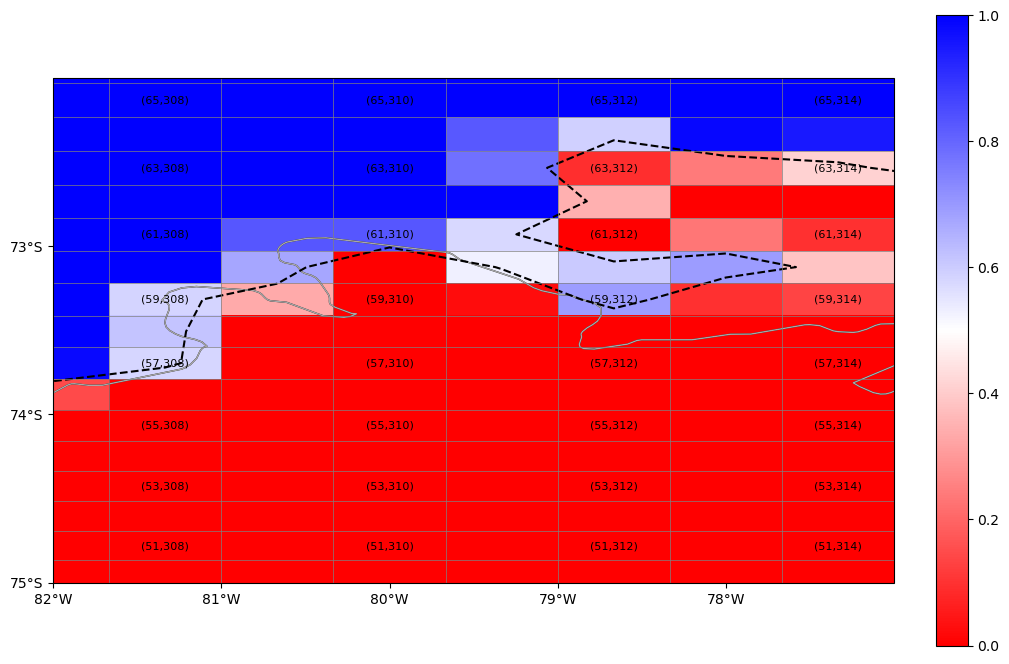 1.0
(65,308) (65,310) (65,312) (65,314)
0.8
(63,308) (63,310) (63,312) (63,314)
(61,308) (61,310) (61,312) (61,314)
73°S
0.6
(59,308) (59,310) (59,312) (59,314)
(57,308) (57,310) (57,312) (57,314)
0.4
74°S
(55,308) (55,310) (55,312) (55,314)
(53,308) (53,310) (53,312) (53,314)
0.2
(51,308) (51,310) (51,312) (51,314)
75°S
82°W 81°W 80°W 79°W 78°W
0.0